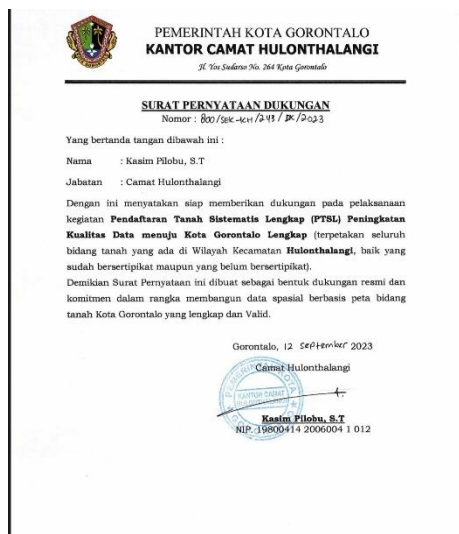 PEMERINTAH KOTA GORONTALO
KANTOR CAMAT HULONTHALANGI
Jl. Yos Sudarso No. 264 Kota Gorontalo
SURAT PERNYATAAN DUKUNGAN
Nomor : 800/SEK-KH/243/IX/2023
Yang bertanda tangan dibawah ini :
Nama : Kasim Pilobu, S.T
Jabatan : Camat Hulonthalangi
Dengan ini menyatakan siap memberikan dukungan pada pelaksanaan
kegiatan Pendaftaran Tanah Sistematis Lengkap (PTSL) Peningkatan
Kualitas Data menuju Kota Gorontalo Lengkap (terpetakan seluruh
bidang tanah yang ada di Wilayah Kecamatan Hulonthalangi, baik yang
sudah bersertipikat maupun yang belum bersertipikat).
Demikian Surat Pernyataan ini dibuat sebagai bentuk dukungan resmi dan
komitmen dalam rangka membangun data spasial berbasis peta bidang
tanah Kota Gorontalo yang lengkap dan Valid.
Gorontalo, 12 September 2023
Camat Hulonthalangi
KANTOR CAMAT
Kasim Pilobu, S.T
NIP. 19800414 2006004 1 012